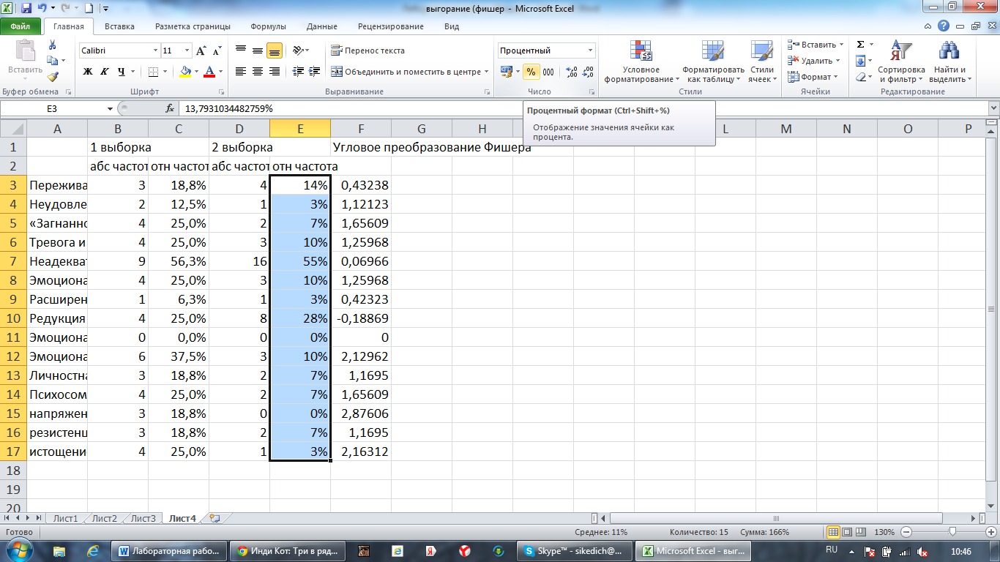 выгорание (фишер - Microsoft Excel
Файл Главная Вставка Разметка страницы Формулы Данные Рецензирование Вид
Вставить
Calibri 11
Ж К Ч
Перенос текста
Объединить и поместить в центре
Процентный
% 000
Условное форматирование
Форматировать как таблицу
Стили ячеек
Вставить
Удалить
Формат
Σ
Сортировка и фильтр
Найти и выделить
Буфер обмена Шрифт Выравнивание Число Стили Ячейки Редактирование
E3 fx 13,7931034482759%
Процентный формат (Ctrl+Shift+%)
Отображение значения ячейки как
процента.
A B C D E F G H L M N O P
1 1 выборка 2 выборка Угловое преобразование Фишера
2 абс частот отн частот абс частот отн частота
3 Пережива 3 18,8% 4 14% 0,43238
4 Неудовле 2 12,5% 1 3% 1,12123
5 «Загнанно 4 25,0% 2 7% 1,65609
6 Тревога и 4 25,0% 3 10% 1,25968
7 Неадекват 9 56,3% 16 55% 0,06966
8 Эмоциона 4 25,0% 3 10% 1,25968
9 Расширен 1 6,3% 1 3% 0,42323
10 Редукция 4 25,0% 8 28% -0,18869
11 Эмоциона 0 0,0% 0 0% 0
12 Эмоциона 6 37,5% 3 10% 2,12962
13 Личностна 3 18,8% 2 7% 1,1695
14 Психосом 4 25,0% 2 7% 1,65609
15 напряжен 3 18,8% 0 0% 2,87606
16 резистенц 3 18,8% 2 7% 1,1695
17 истощени 4 25,0% 1 3% 2,16312
18
19
20
Лист1 Лист2 Лист3 Лист4
Готово Среднее: 11% Количество: 15 Сумма: 166% 130%
Лабораторная рабо... Инди Кот: Три в ряд... Skype™ - sikedich@... Microsoft Excel - выг... RU 10:46